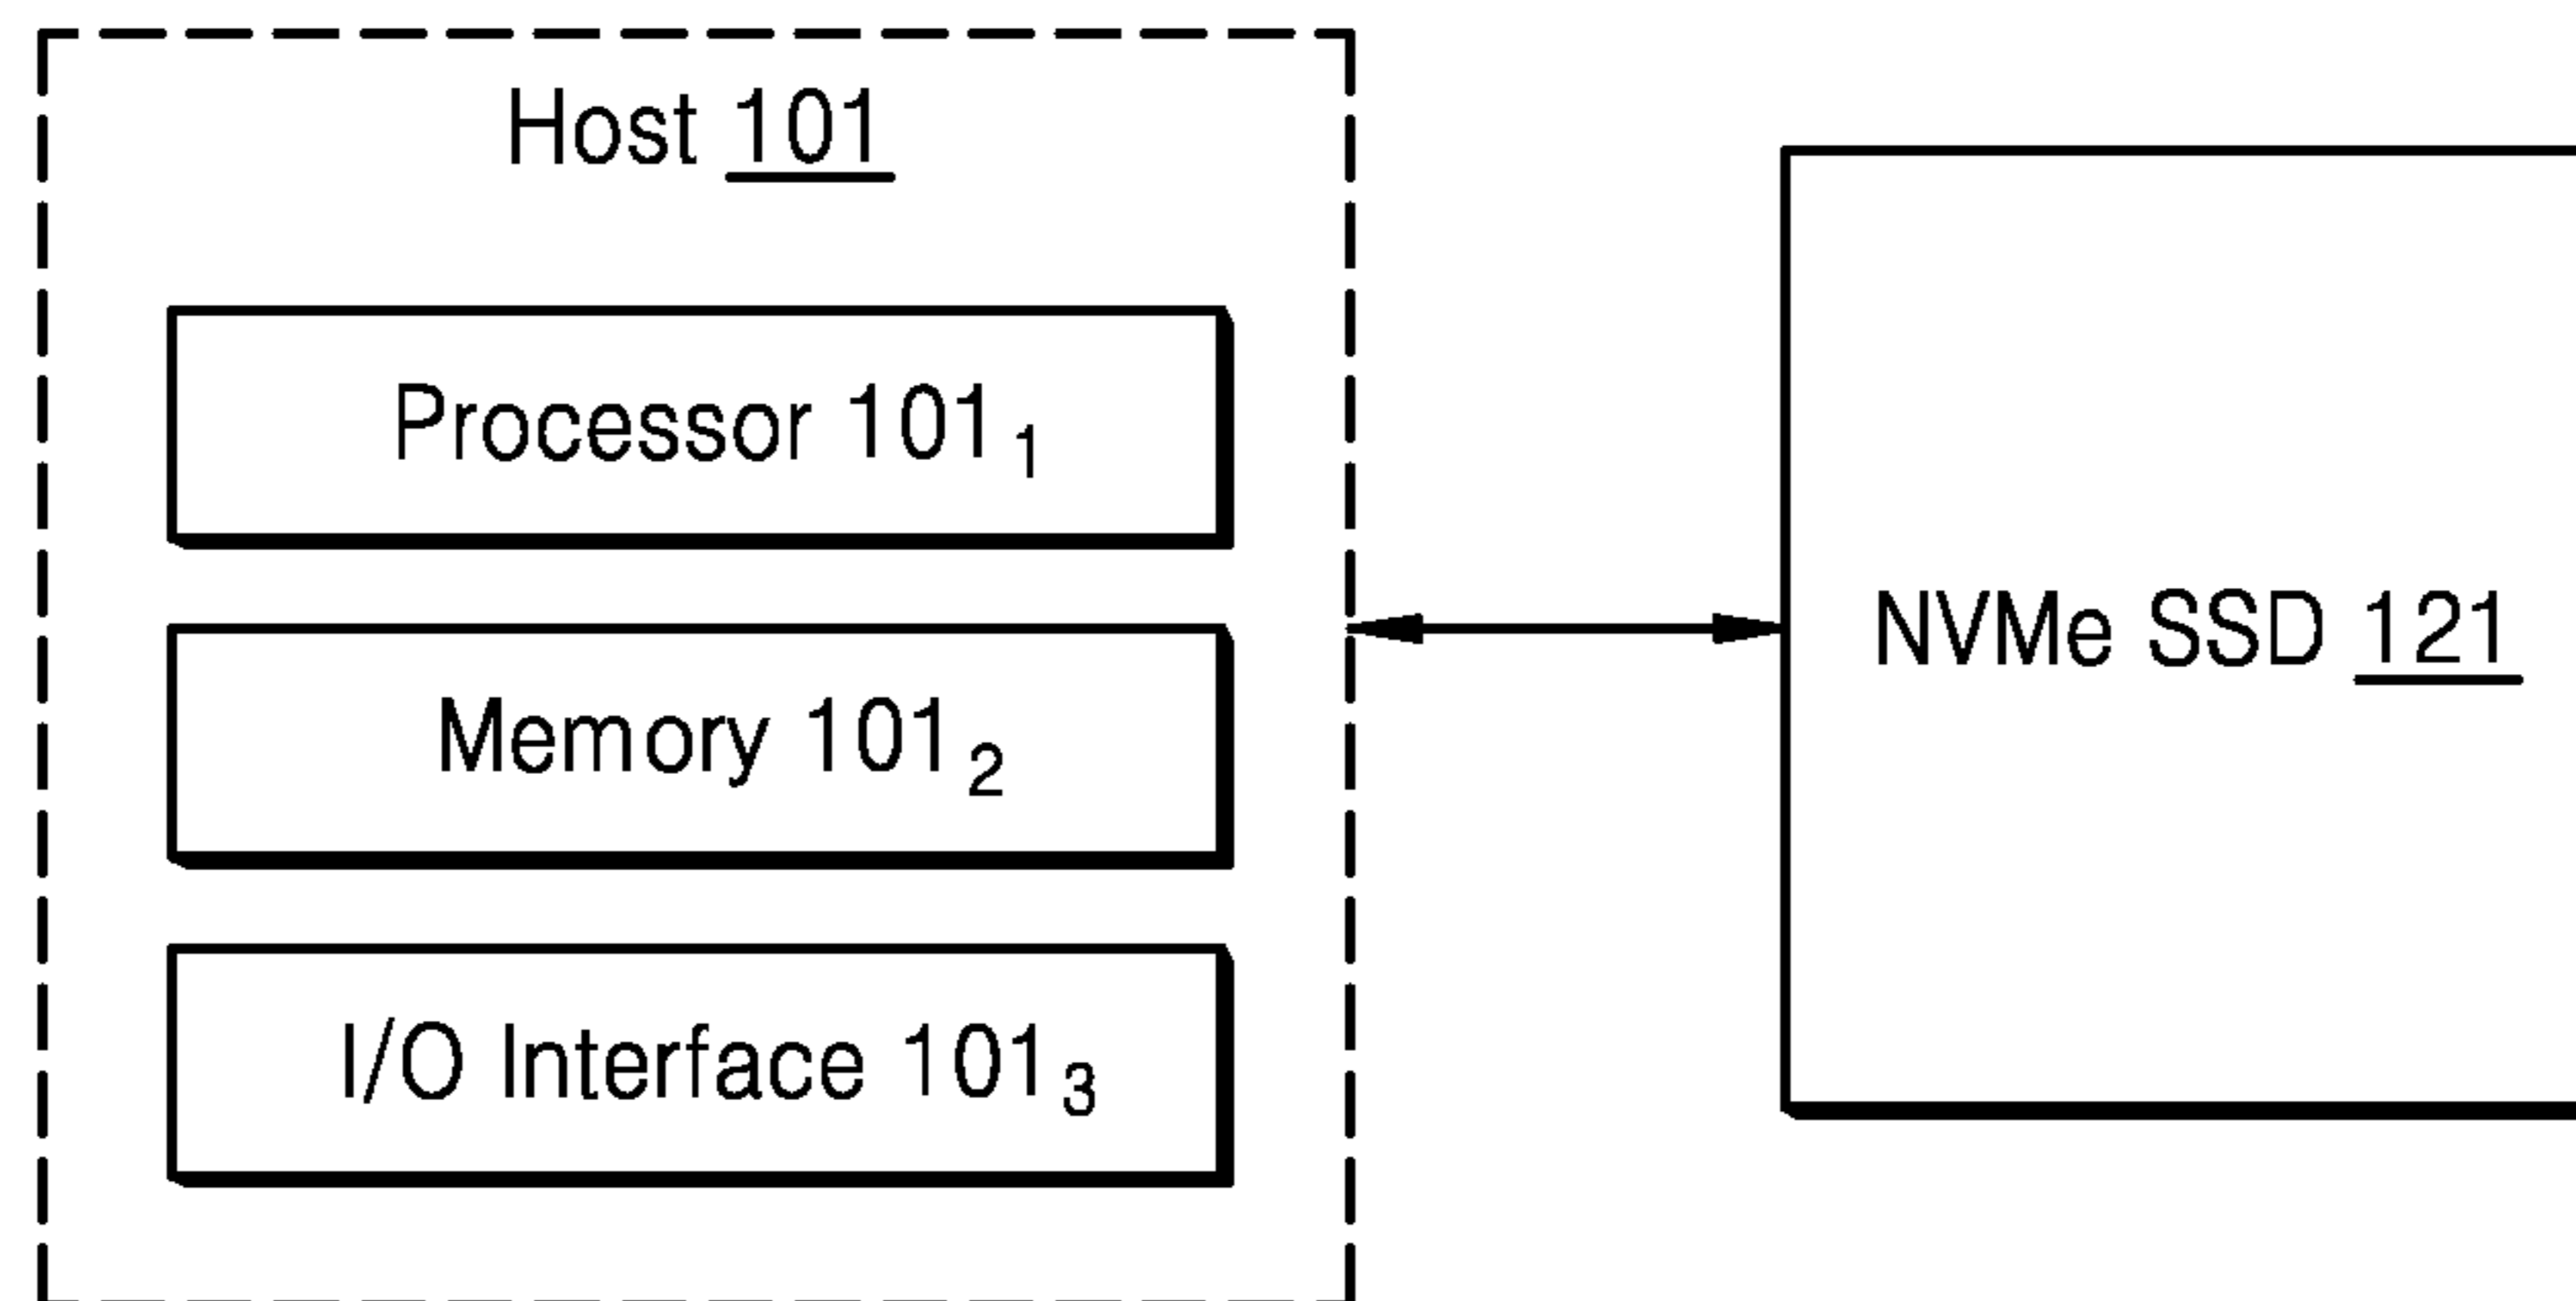 Host 101
Processor 101₁
Memory 101₂
I/O Interface 101₃
NVMe SSD 121